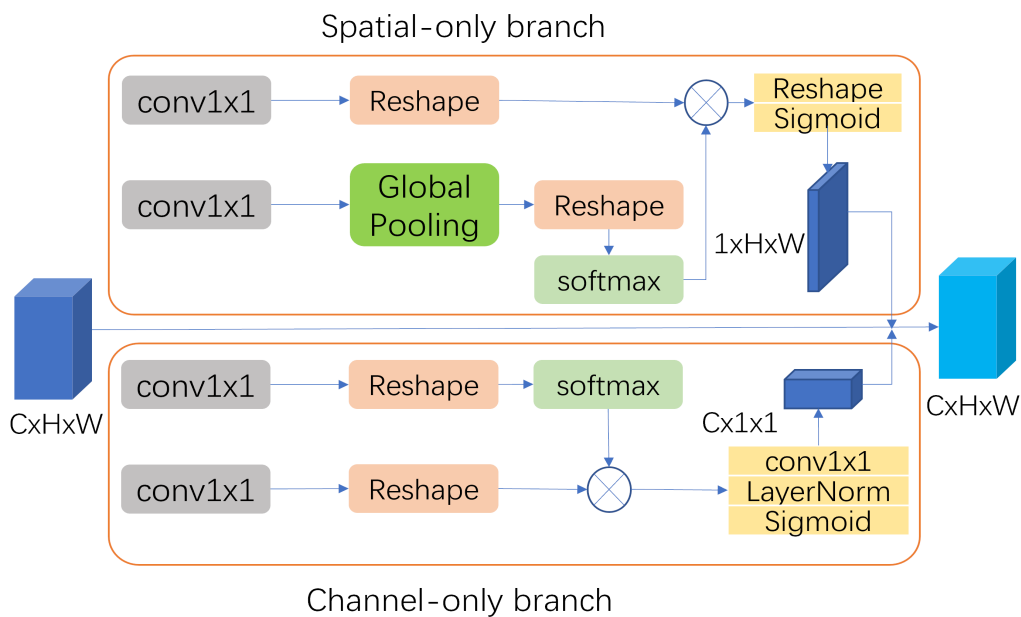 Spatial-only branch
conv1x1
Reshape
Reshape
Sigmoid
conv1x1
Global
Pooling
Reshape
softmax
1xHxW
CxHxW
CxHxW
conv1x1
Reshape
softmax
Cx1x1
conv1x1
Reshape
conv1x1
LayerNorm
Sigmoid
Channel-only branch